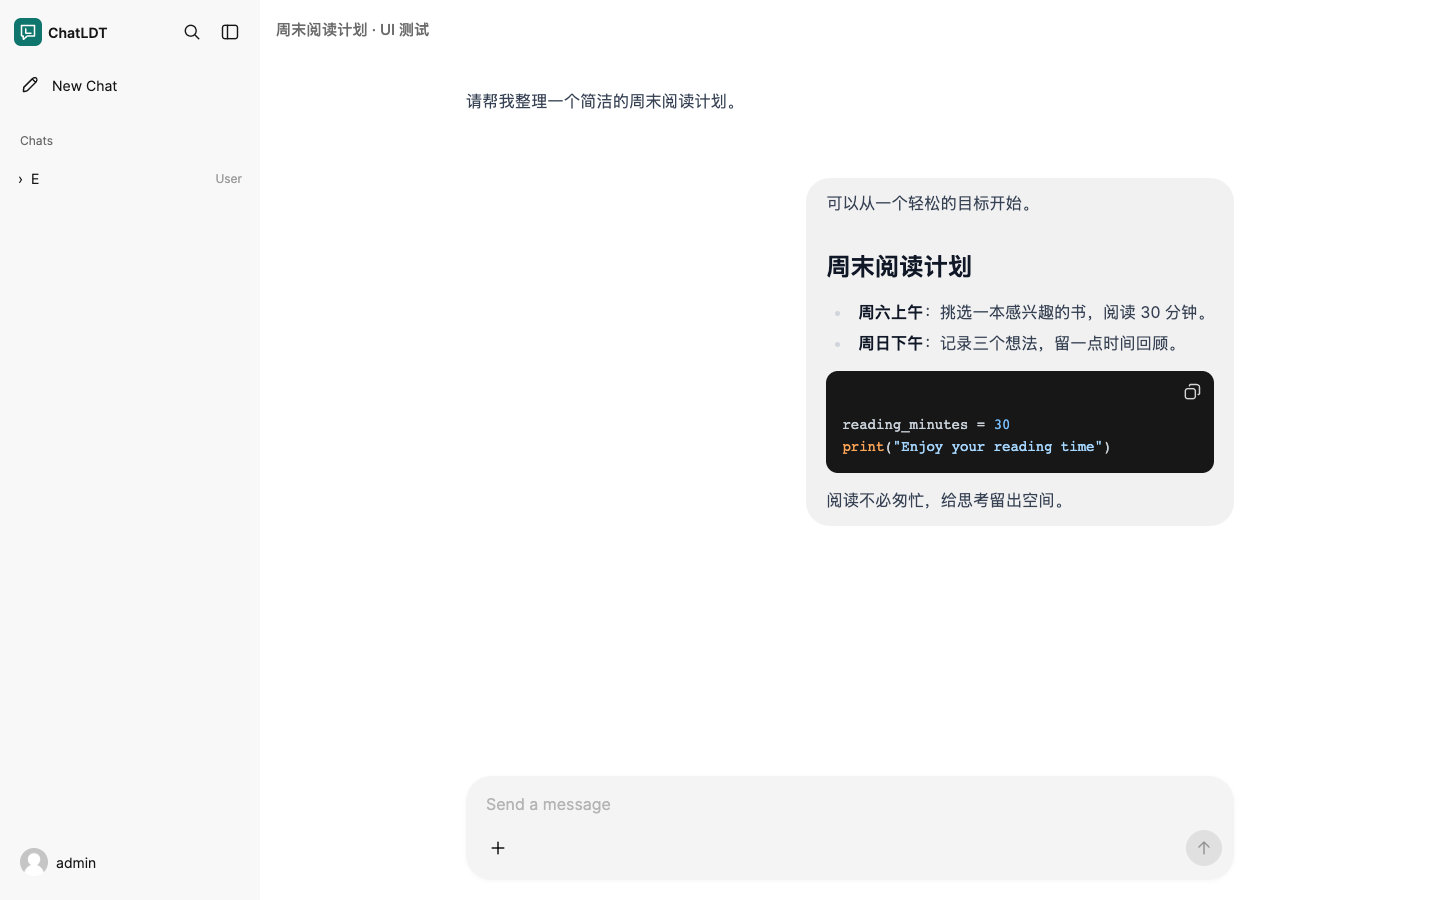 ChatLDT
New Chat
Chats
› E
User
admin
周末阅读计划 · UI 测试
请帮我整理一个简洁的周末阅读计划。
可以从一个轻松的目标开始。
周末阅读计划
周六上午：挑选一本感兴趣的书，阅读 30 分钟。
周日下午：记录三个想法，留一点时间回顾。
reading_minutes = 30
print("Enjoy your reading time")
阅读不必匆忙，给思考留出空间。
Send a message